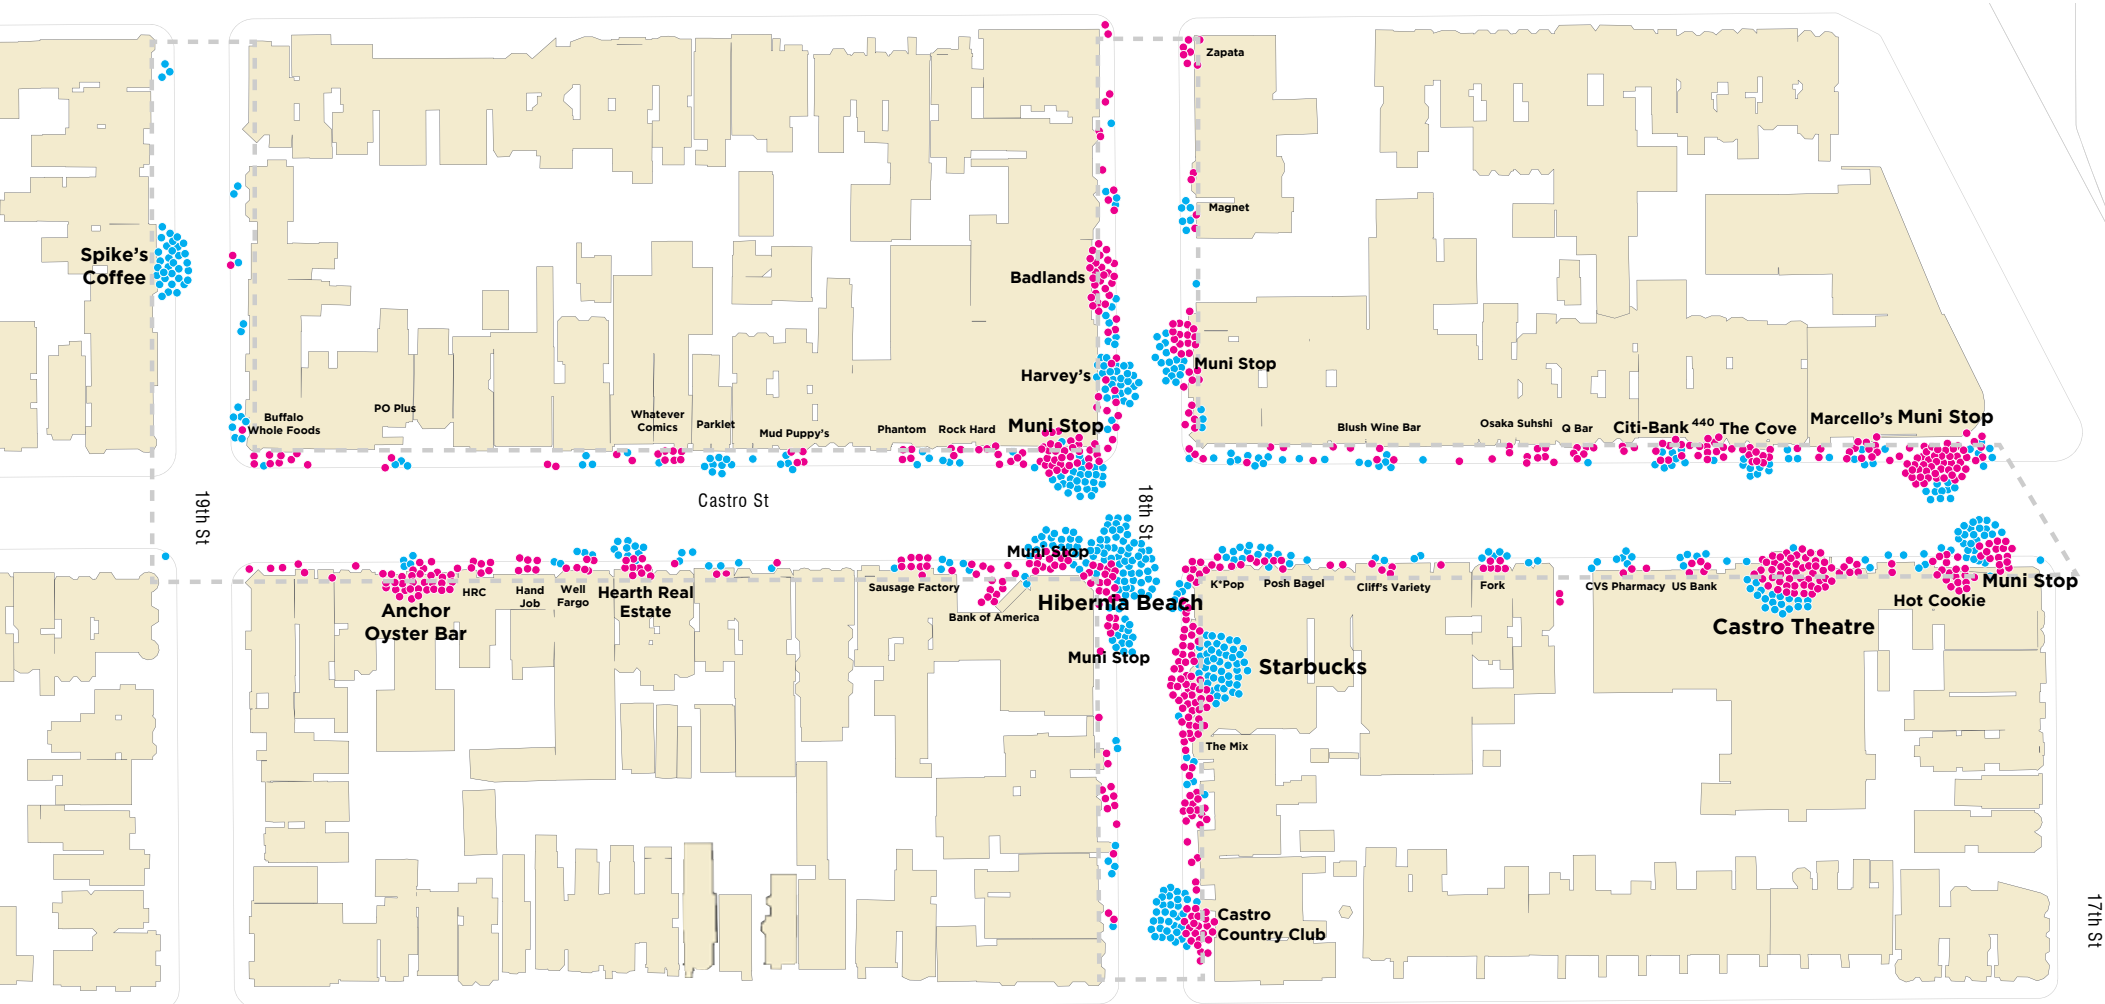 Zapata
Magnet
Spike's
Coffee
Badlands
Muni Stop
Harvey's
PO Plus
Buffalo
Whole Foods
Whatever
Comics
Parklet
Mud Puppy's
Phantom
Rock Hard
Muni Stop
Blush Wine Bar
Osaka Suhshi
Q Bar
Citi-Bank
440
The Cove
Marcello's
Muni Stop
19th St
Castro St
18th St
Muni Stop
Anchor
Oyster Bar
HRC
Hand
Job
Well
Fargo
Hearth Real
Estate
Sausage Factory
Bank of America
Hibernia Beach
Muni Stop
K*Pop
Posh Bagel
Cliff's Variety
Fork
CVS Pharmacy
US Bank
Castro Theatre
Hot Cookie
Muni Stop
Starbucks
The Mix
Castro
Country Club
17th St